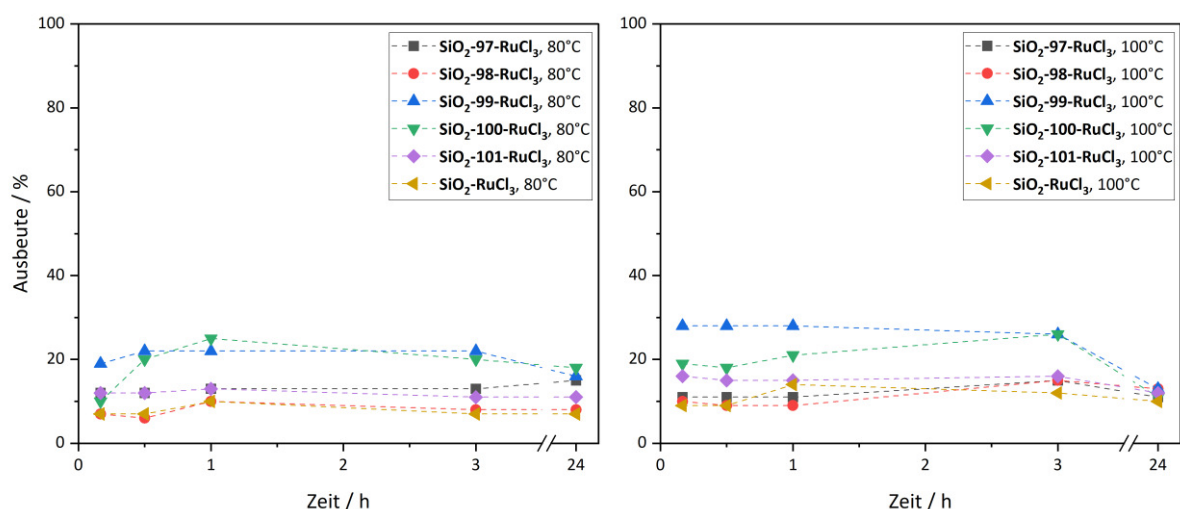 Ausbeute / %
100
80
60
40
20
0
SiO₂-97-RuCl₃, 80°C
SiO₂-98-RuCl₃, 80°C
SiO₂-99-RuCl₃, 80°C
SiO₂-100-RuCl₃, 80°C
SiO₂-101-RuCl₃, 80°C
SiO₂-RuCl₃, 80°C
0 1 2 3 24
Zeit / h
100
80
60
40
20
0
SiO₂-97-RuCl₃, 100°C
SiO₂-98-RuCl₃, 100°C
SiO₂-99-RuCl₃, 100°C
SiO₂-100-RuCl₃, 100°C
SiO₂-101-RuCl₃, 100°C
SiO₂-RuCl₃, 100°C
0 1 2 3 24
Zeit / h